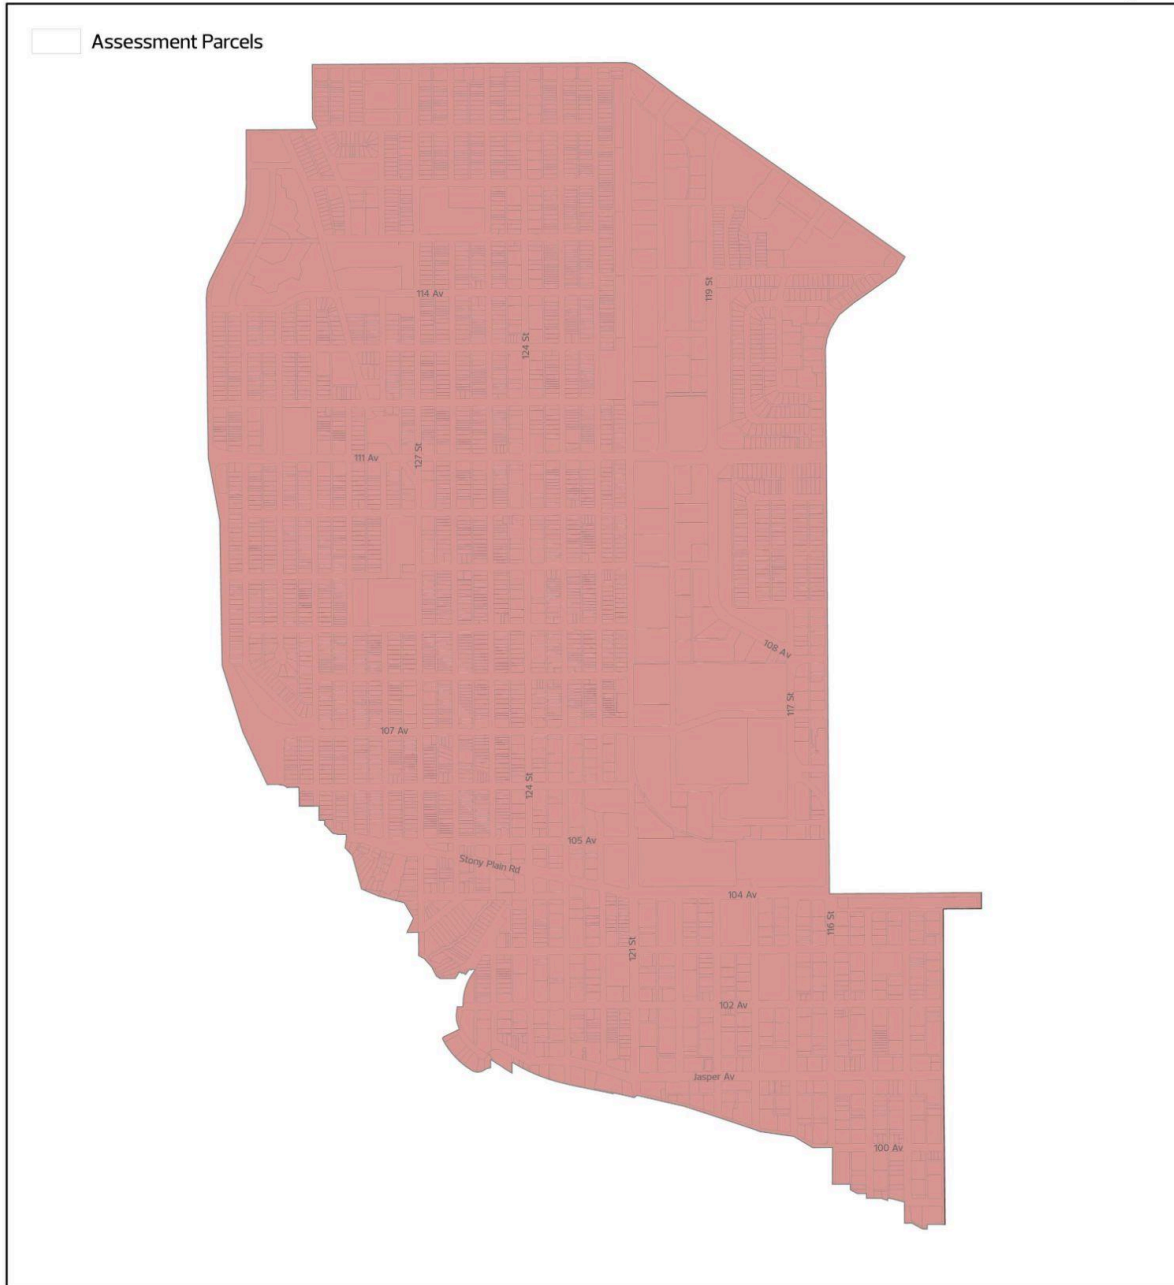 Assessment Parcels
119 St
114 Av
124 St
127 St
111 Av
108 Av
117 St
107 Av
124 St
105 Av
Stony Plain Rd
104 Av
116 St
121 St
102 Av
Jasper Av
100 Av